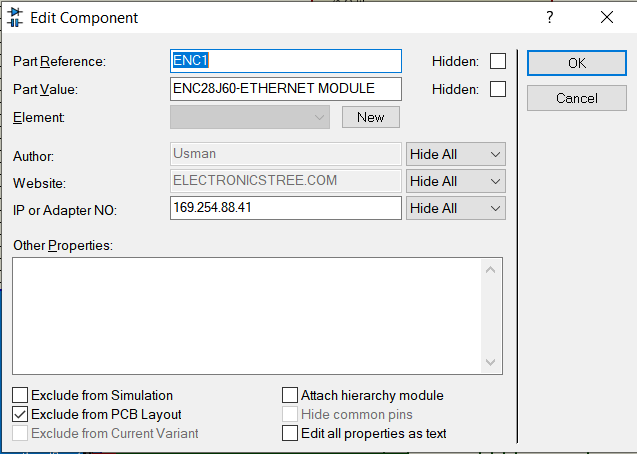 Edit Component
?
Part Reference: ENC1 Hidden:
OK
Part Value: ENC28J60-ETHERNET MODULE Hidden:
Cancel
Element: New
Author: Usman Hide All
Website: ELECTRONICSTREE.COM Hide All
IP or Adapter NO: 169.254.88.41 Hide All
Other Properties:
Exclude from Simulation Attach hierarchy module
Exclude from PCB Layout Hide common pins
Exclude from Current Variant Edit all properties as text